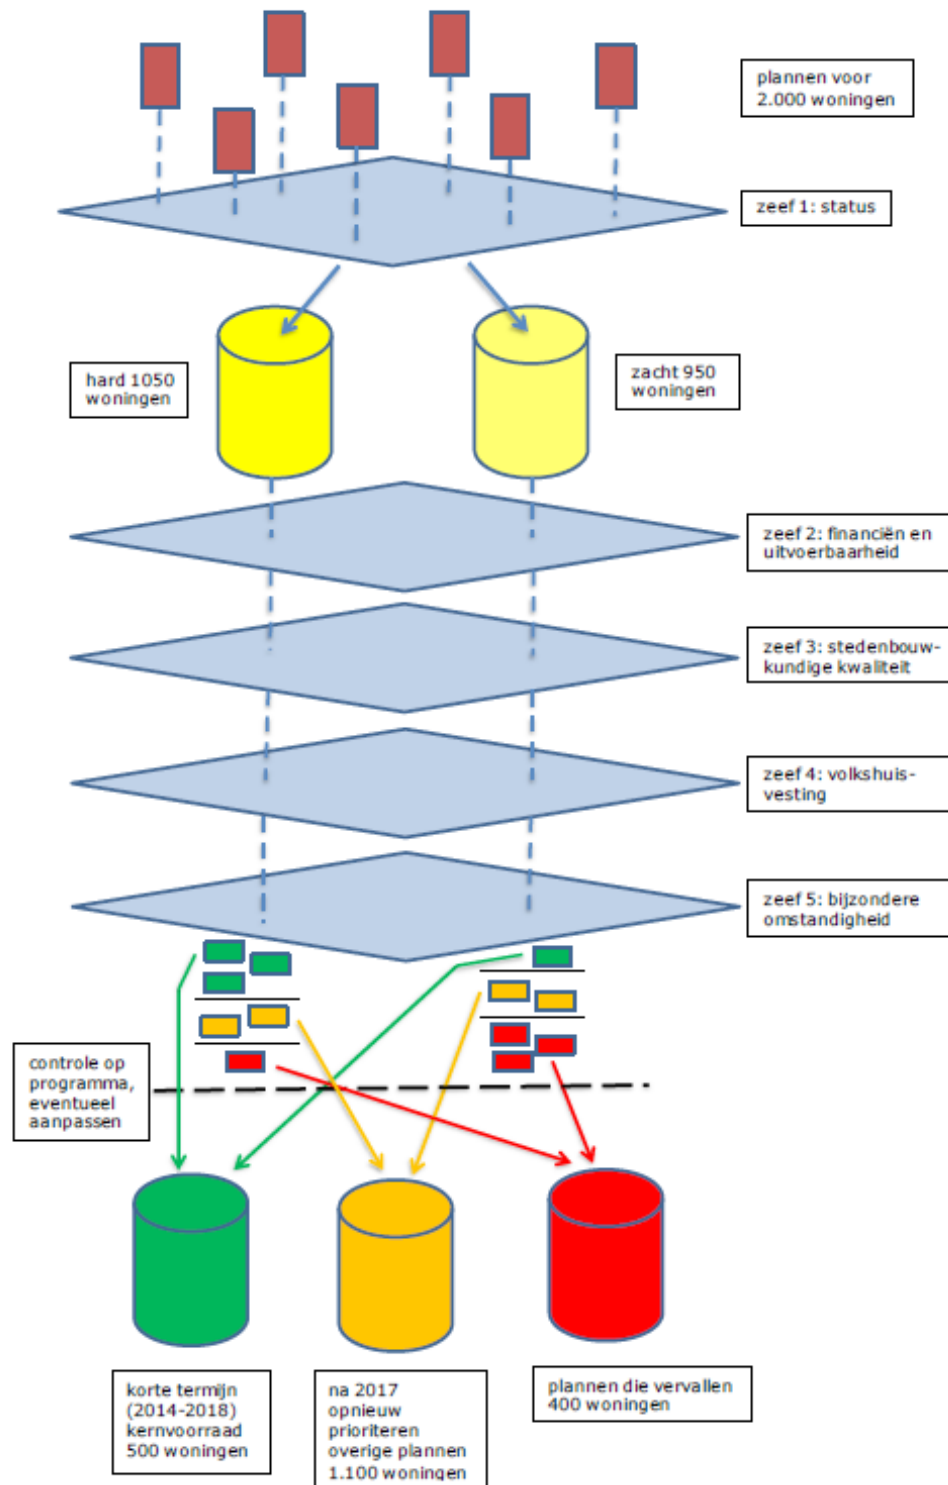 plannen voor
2.000 woningen
zeef 1: status
hard 1050
woningen
zacht 950
woningen
zeef 2: financiën en
uitvoerbaarheid
zeef 3: stedenbouw-
kundige kwaliteit
zeef 4: volkshuis-
vesting
zeef 5: bijzondere
omstandigheid
controle op
programma,
eventueel
aanpassen
korte termijn
(2014-2018)
kernvoorraad
500 woningen
na 2017
opnieuw
prioriteren
overige plannen
1.100 woningen
plannen die vervallen
400 woningen